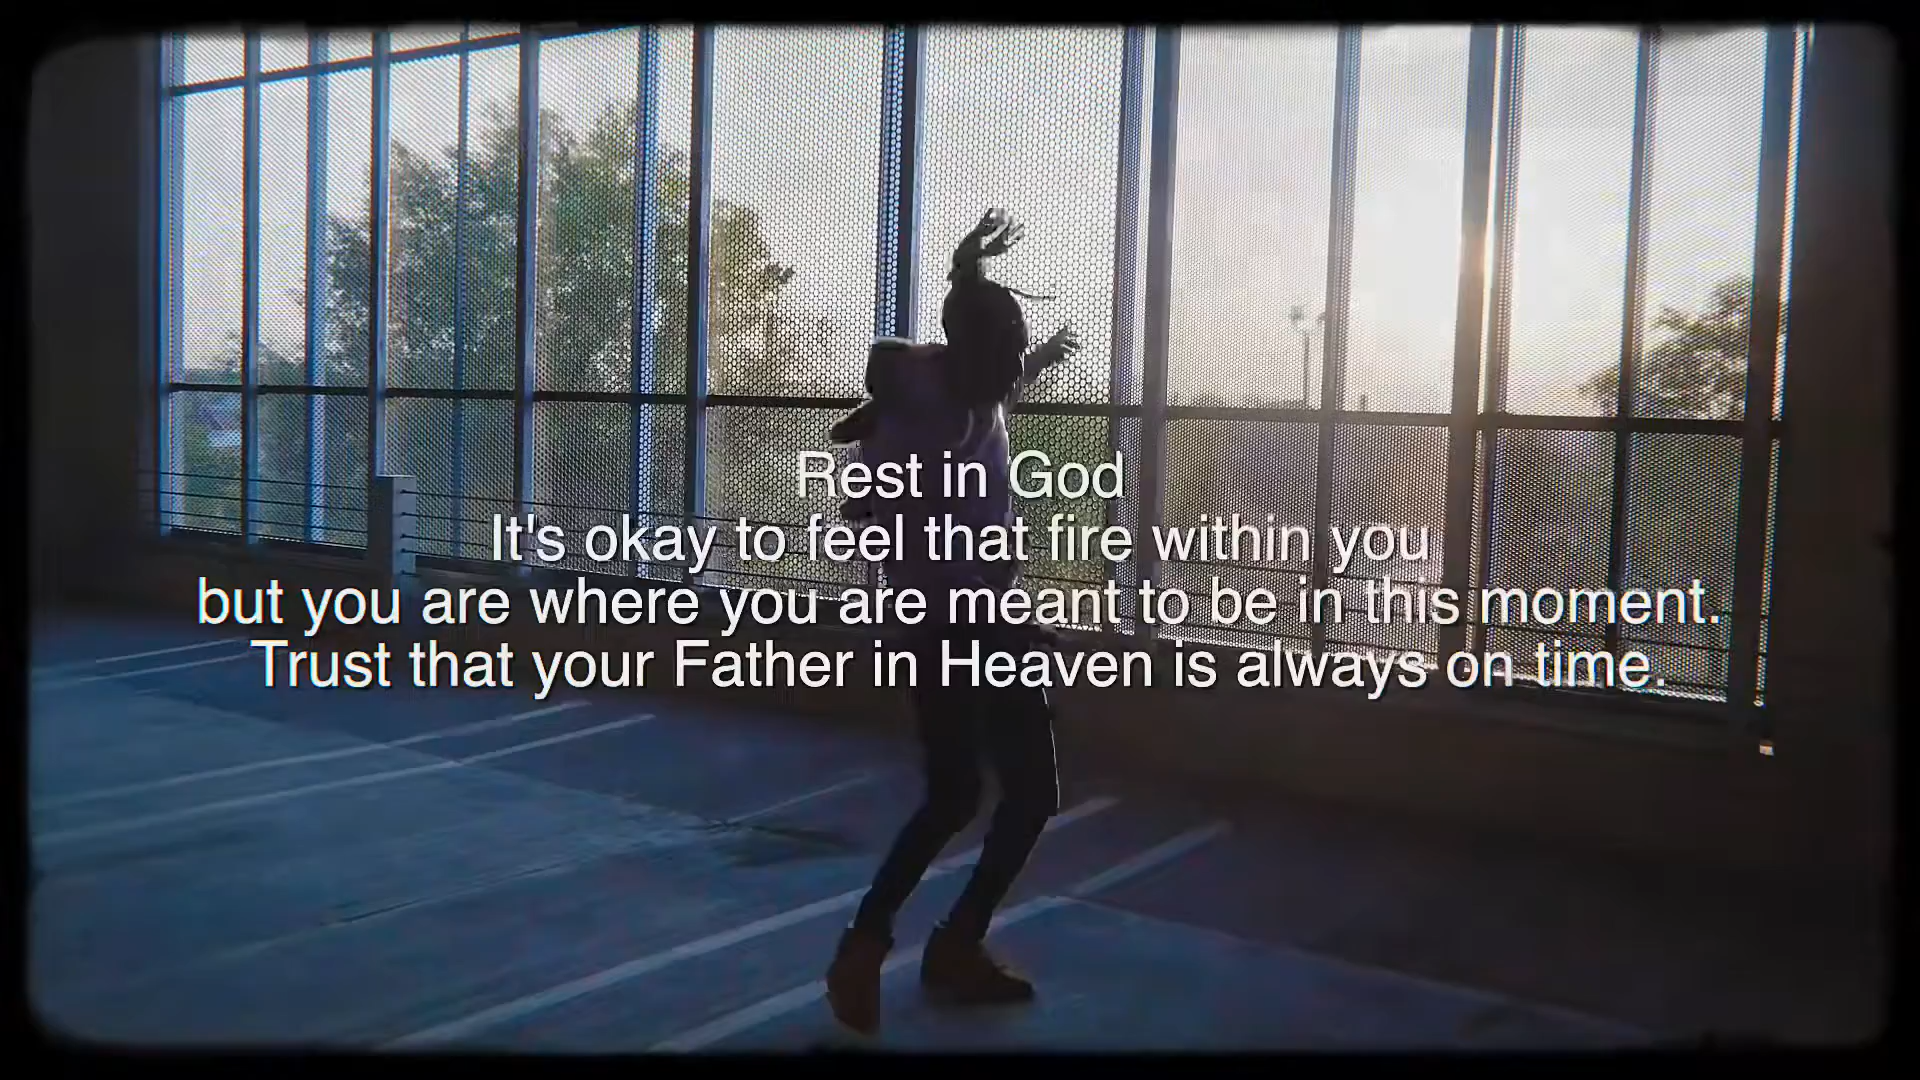 Rest in God
It's okay to feel that fire within you
but you are where you are meant to be in this moment.
Trust that your Father in Heaven is always on time.